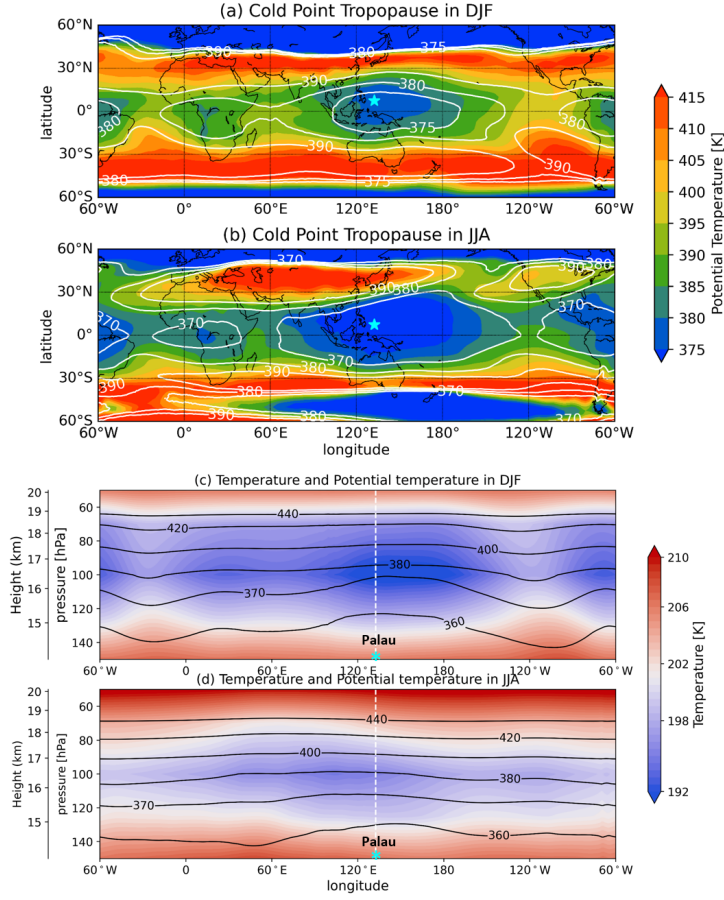 (a) Cold Point Tropopause in DJF
60°N
30°N
0°
30°S
60°S
latitude
390
380
375
390
380
380
375
380
390
390
380
375
60°W
0°
60°E
120°E
180°
120°W
60°W
(b) Cold Point Tropopause in JJA
60°N
30°N
0°
30°S
60°S
latitude
370
390
380
390
380
370
370
370
370
380
390
390
380
370
390
380
370
60°W
0°
60°E
120°E
180°
120°W
60°W
longitude
415
410
405
400
395
390
385
380
375
Potential Temperature [K]
(c) Temperature and Potential temperature in DJF
20
19
18
17
16
15
Height (km)
60
80
100
120
140
pressure [hPa]
440
420
400
380
370
360
Palau
60°W
0°
60°E
120°E
180°
120°W
60°W
(d) Temperature and Potential temperature in JJA
20
19
18
17
16
15
Height (km)
60
80
100
120
140
pressure [hPa]
440
420
400
380
370
360
Palau
60°W
0°
60°E
120°E
180°
120°W
60°W
longitude
210
206
202
198
192
Temperature [K]